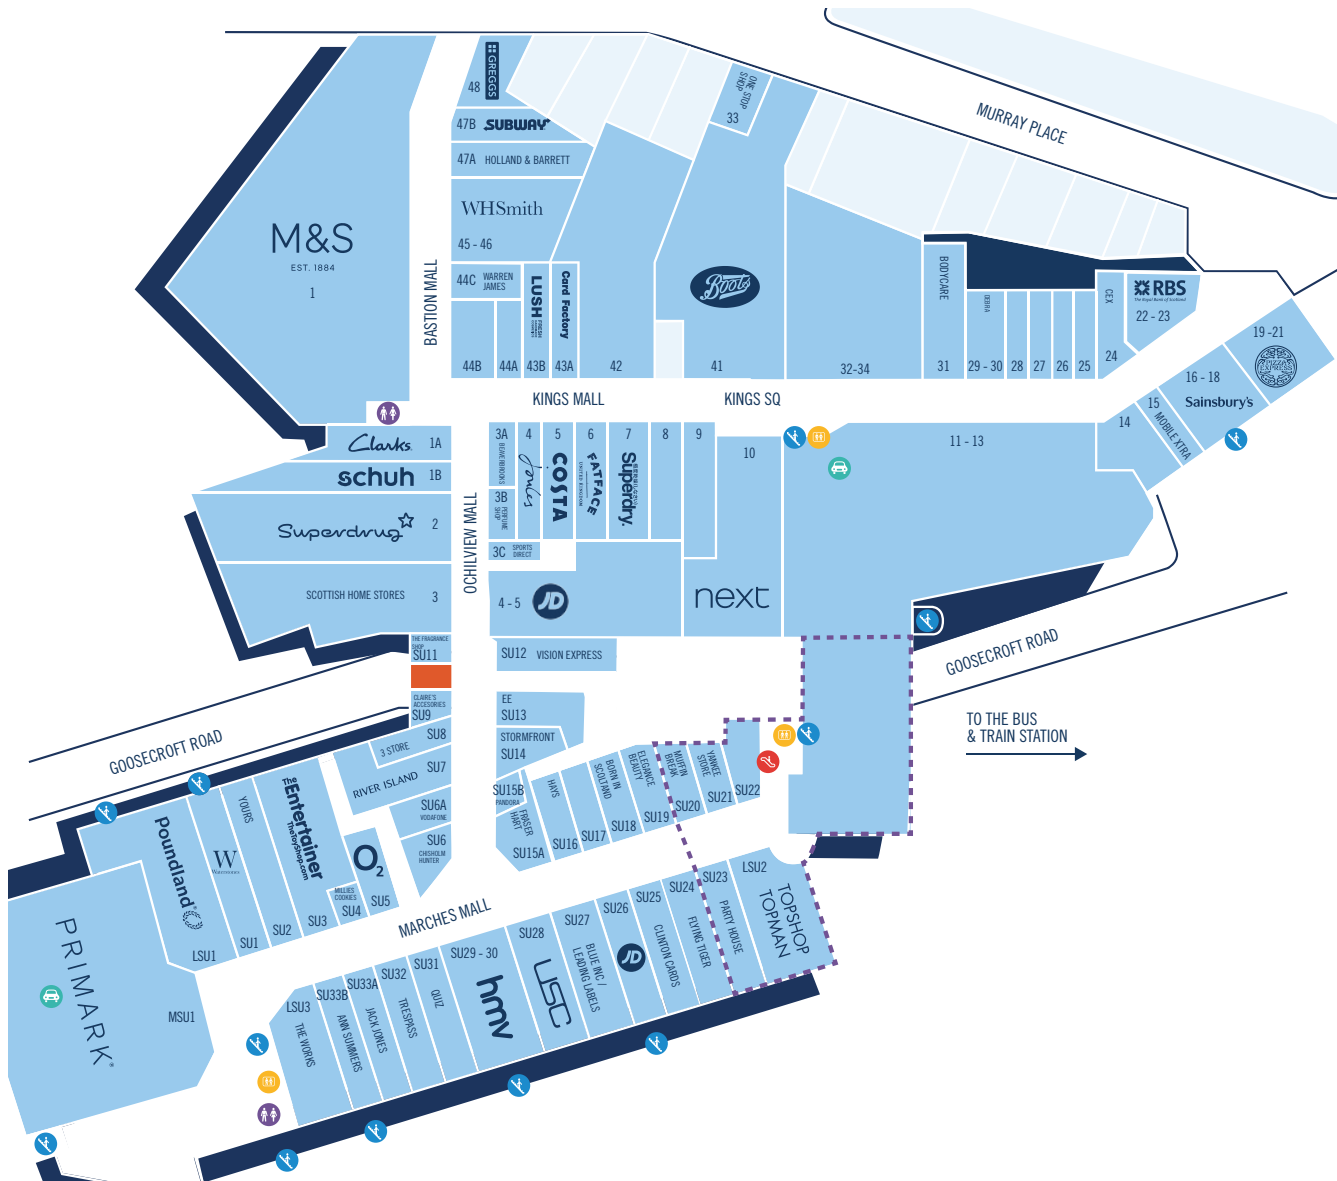 MURRAY PLACE
48
GREGGS
47B
SUBWAY
47A
HOLLAND & BARRETT
WHSmith
45 - 46
44C
WARREN
JAMES
LUSH
FRESH
HANDMADE
COSMETICS
Card Factory
44B
44A
43B
43A
42
ONE STOP
SHOP
33
Boots
41
32-34
BODYCARE
31
DEBRA
29 - 30
28
27
26
25
CEX
24
RBS
The Royal Bank of Scotland
22 - 23
19 -21
PIZZA
EXPRESS
16 - 18
Sainsbury's
15
MOBILE XTRA
14
M&S
EST. 1884
1
BASTION MALL
KINGS MALL
KINGS SQ
Clarks
1A
schuh
1B
Superdrug
2
SCOTTISH HOME STORES
3
OCHILVIEW MALL
3A
BEAVERBROOKS
3B
PERFUME
SHOP
3C
SPORTS
DIRECT
4
Joules
5
COSTA
6
FATFACE
UNITED KINGDOM
7
Superdry.
8
9
10
next
11 - 13
4 - 5
JD
THE FRAGRANCE
SHOP
SU11
SU12
VISION EXPRESS
CLAIRE'S
ACCESORIES
SU9
EE
SU13
STORMFRONT
SU14
GOOSECROFT ROAD
GOOSECROFT ROAD
TO THE BUS
& TRAIN STATION
SU8
3 STORE
SU7
RIVER ISLAND
SU6A
VODAFONE
SU6
CHISHOLM
HUNTER
SU15B
PANDORA
FRASER
HART
SU15A
HAYS
SU16
SU17
BORN IN
SCOTLAND
SU18
ELEGANCE
BEAUTY
SU19
MUFFIN
BREAK
SU20
YANKEE
STORE
SU21
SU22
Poundland
LSU1
W
Waterstones
SU1
YOURS
SU2
THE
Entertainer
TheToyShop.com
SU3
MILLIES
COOKIES
SU4
O2
SU5
MARCHES MALL
PRIMARK
MSU1
LSU3
THE WORKS
SU33B
ANN SUMMERS
SU33A
JACK JONES
SU32
TRESPASS
SU31
QUIZ
SU29 - 30
hmv
SU28
USC
SU27
BLUE INC /
LEADING LABELS
SU26
JD
SU25
CLINTON CARDS
SU24
FLYING TIGER
SU23
PARTY HOUSE
LSU2
TOPSHOP
TOPMAN